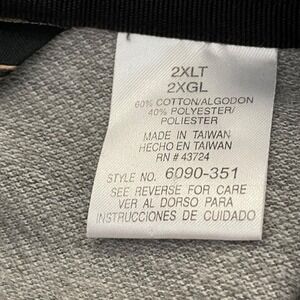 2XLT
2XGL
60% COTTON/ALGODON
40% POLYESTER/
POLIESTER
MADE IN TAIWAN
HECHO EN TAIWAN
RN # 43724
STYLE NO. 6090-351
SEE REVERSE FOR CARE
VER AL DORSO PARA
INSTRUCCIONES DE CUIDADO